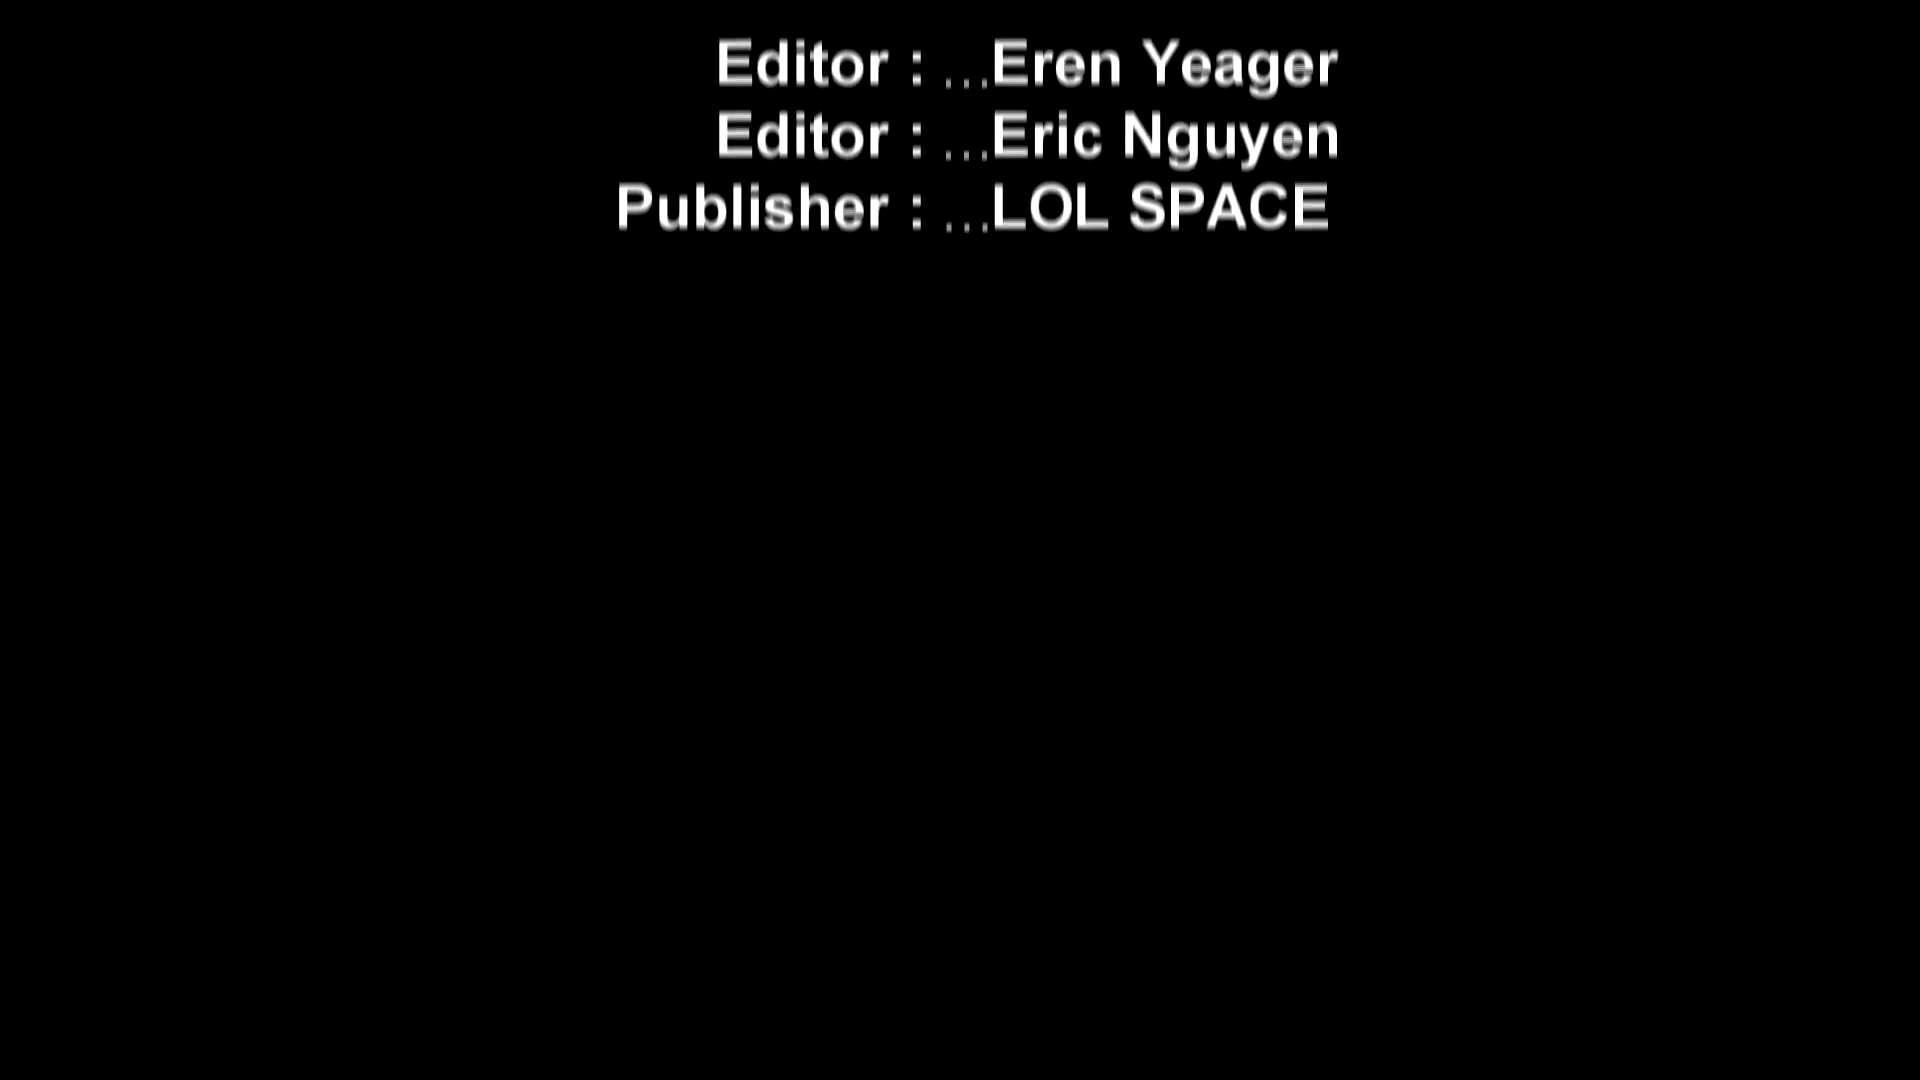 Editor : ...Eren Yeager
Editor : ...Eric Nguyen
Publisher : ...LOL SPACE